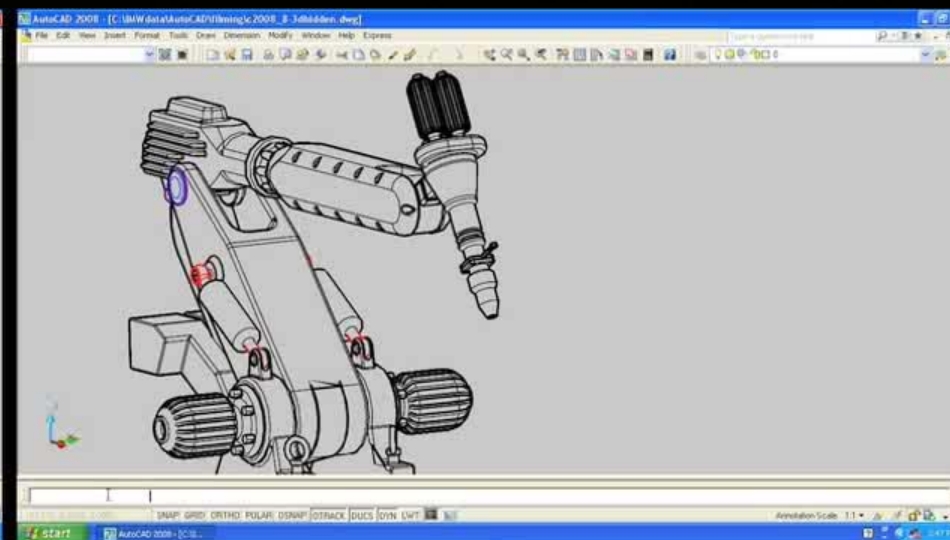 AutoCAD 2008 - [C:\IMW data\AutoCAD\filming\c2008_8-3dhidden.dwg]
File Edit View Insert Format Tools Draw Dimension Modify Window Help Express
0
SNAP GRID ORTHO POLAR OSNAP OTRACK DUCS DYN LWT Annotation Scale: 1:1
start AutoCAD 2008 - [C:\I...